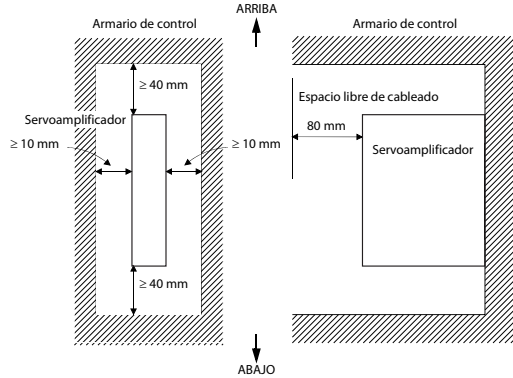 ARRIBA
Armario de control
Armario de control
≥ 40 mm
Espacio libre de cableado
Servoamplificador
80 mm
≥ 10 mm
≥ 10 mm
Servoamplificador
≥ 40 mm
ABAJO